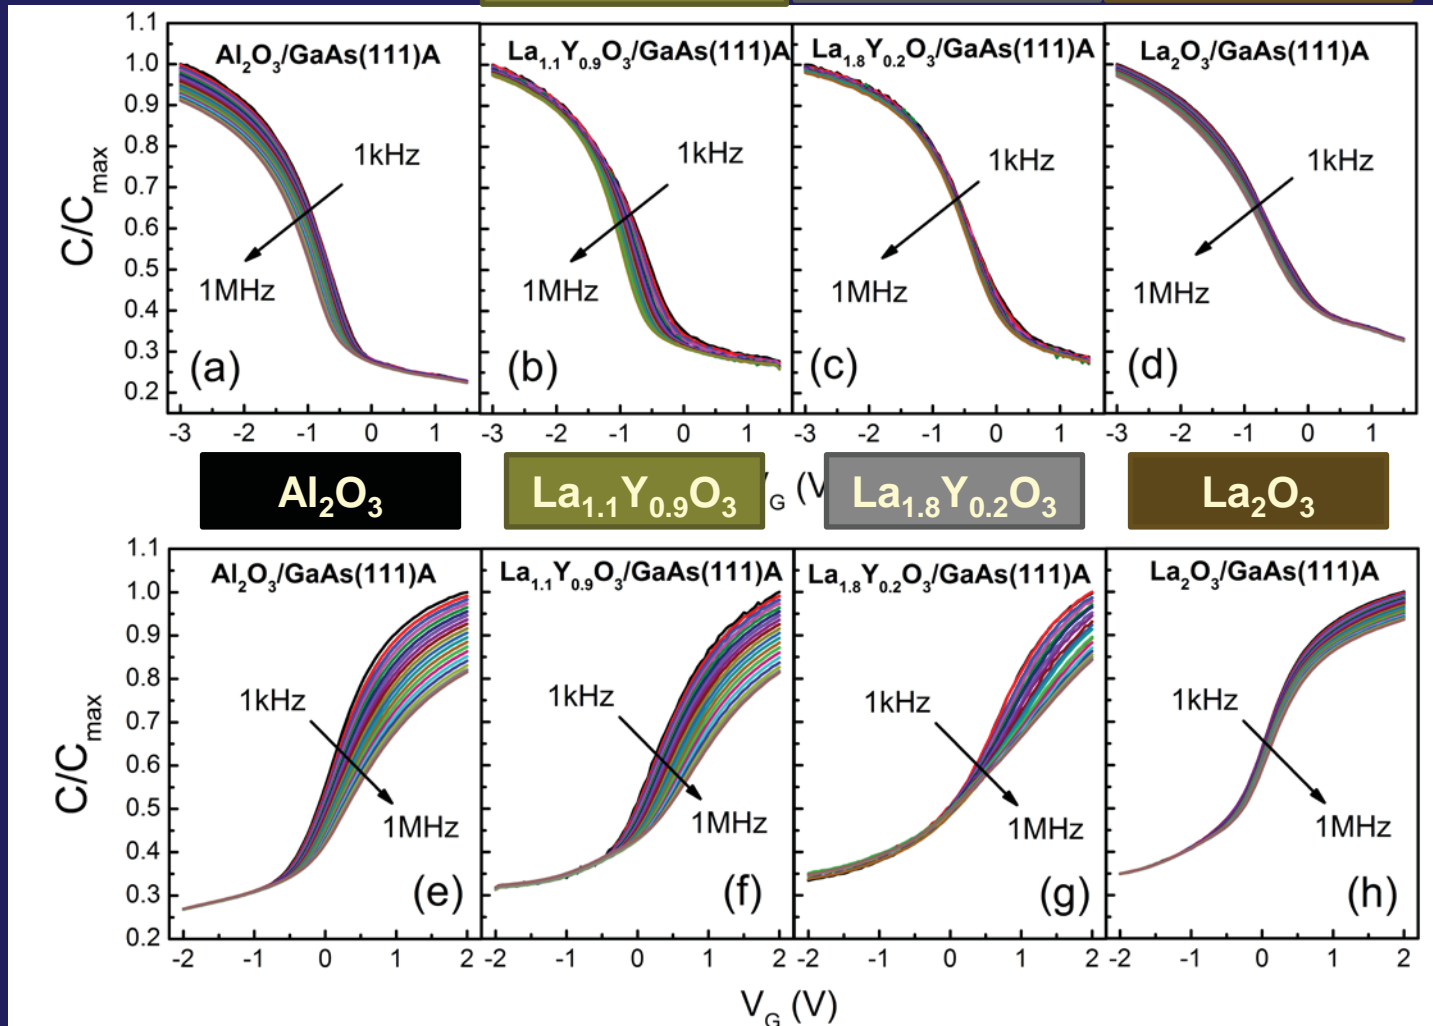 1.1
1.0
0.9
0.8
0.7
0.6
0.5
0.4
0.3
0.2
C/Cmax
Al2O3/GaAs(111)A
1kHz
1MHz
(a)
-3 -2 -1 0 1
La1.1Y0.9O3/GaAs(111)A
1kHz
1MHz
(b)
-3 -2 -1 0 1
La1.8Y0.2O3/GaAs(111)A
1kHz
1MHz
(c)
-3 -2 -1 0 1
La2O3/GaAs(111)A
1kHz
1MHz
(d)
-3 -2 -1 0 1
G (V
Al2O3
La1.1Y0.9O3
La1.8Y0.2O3
La2O3
1.1
1.0
0.9
0.8
0.7
0.6
0.5
0.4
0.3
0.2
C/Cmax
Al2O3/GaAs(111)A
1kHz
1MHz
(e)
-2 -1 0 1 2
La1.1Y0.9O3/GaAs(111)A
1kHz
1MHz
(f)
-2 -1 0 1 2
La1.8Y0.2O3/GaAs(111)A
1kHz
1MHz
(g)
-2 -1 0 1 2
La2O3/GaAs(111)A
1kHz
1MHz
(h)
-2 -1 0 1 2
VG (V)